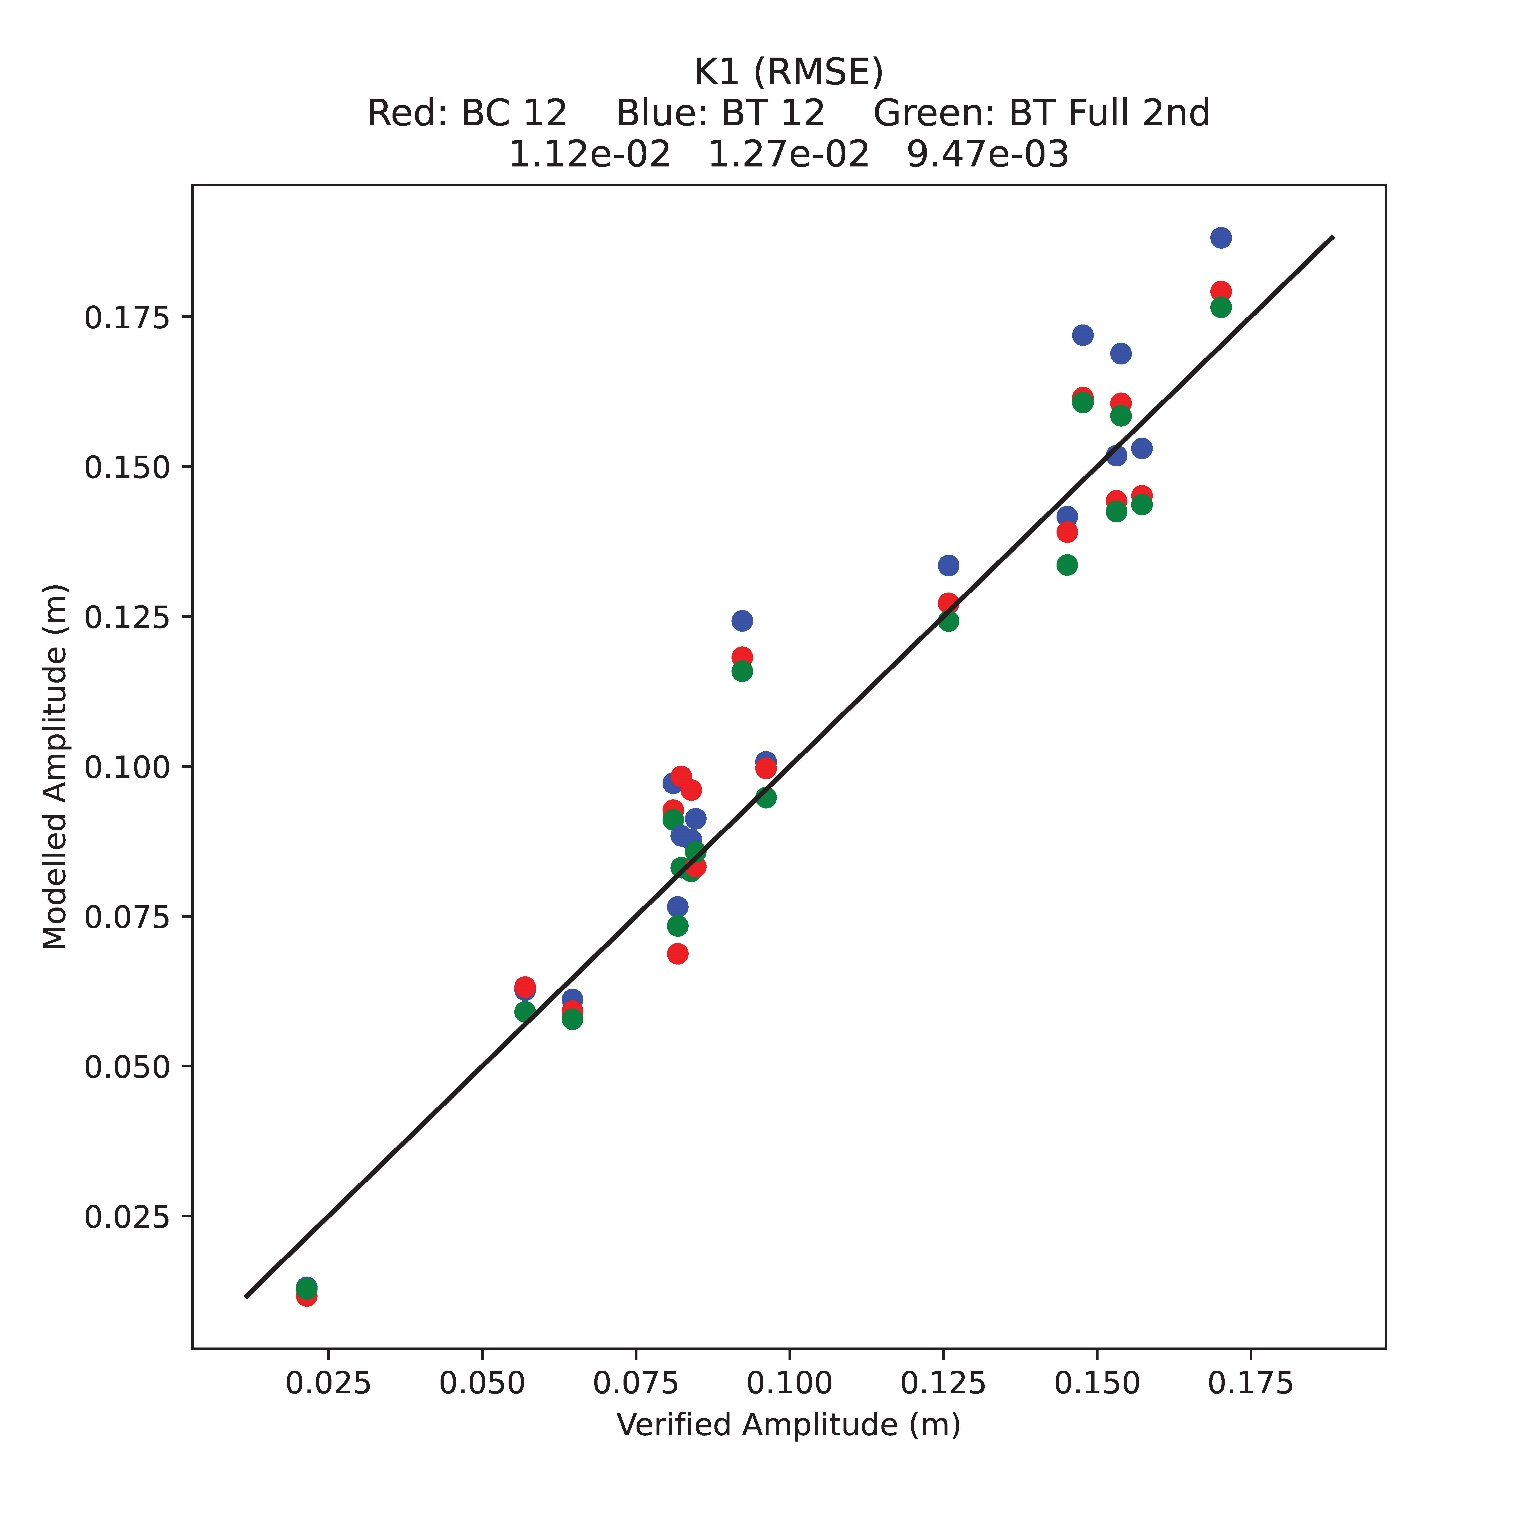 K1 (RMSE)
Red: BC 12    Blue: BT 12    Green: BT Full 2nd
1.12e-02   1.27e-02   9.47e-03
0.175
0.150
0.125
0.100
0.075
0.050
0.025
Modelled Amplitude (m)
0.025 0.050 0.075 0.100 0.125 0.150 0.175
Verified Amplitude (m)